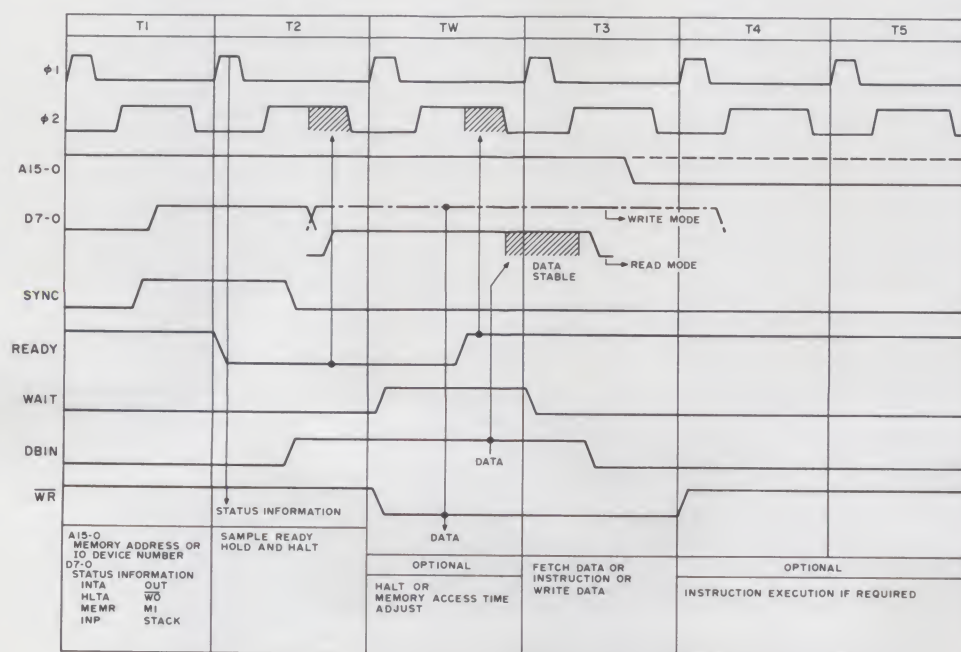 T1 T2 TW T3 T4 T5
φ1
φ2
A15-0
D7-0
WRITE MODE
READ MODE
DATA
STABLE
SYNC
READY
WAIT
DBIN
DATA
WR
STATUS INFORMATION
DATA
A15-0
MEMORY ADDRESS OR
IO DEVICE NUMBER
D7-0
STATUS INFORMATION
INTA OUT
HLTA WO
MEMR M1
INP STACK
SAMPLE READY
HOLD AND HALT
OPTIONAL
HALT OR
MEMORY ACCESS TIME
ADJUST
FETCH DATA OR
INSTRUCTION OR
WRITE DATA
OPTIONAL
INSTRUCTION EXECUTION IF REQUIRED